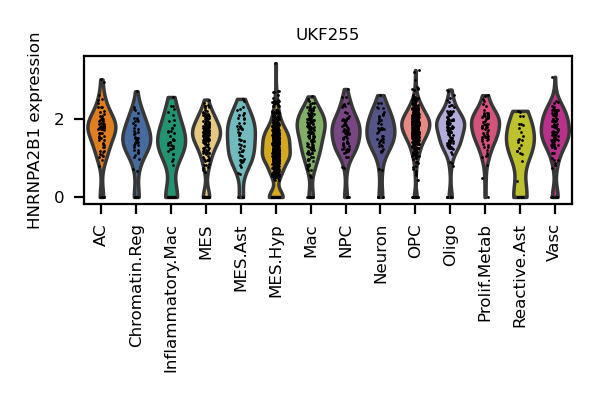 UKF255
HNRNPA2B1 expression
2
0
AC
Chromatin.Reg
Inflammatory.Mac
MES
MES.Ast
MES.Hyp
Mac
NPC
Neuron
OPC
Oligo
Prolif.Metab
Reactive.Ast
Vasc